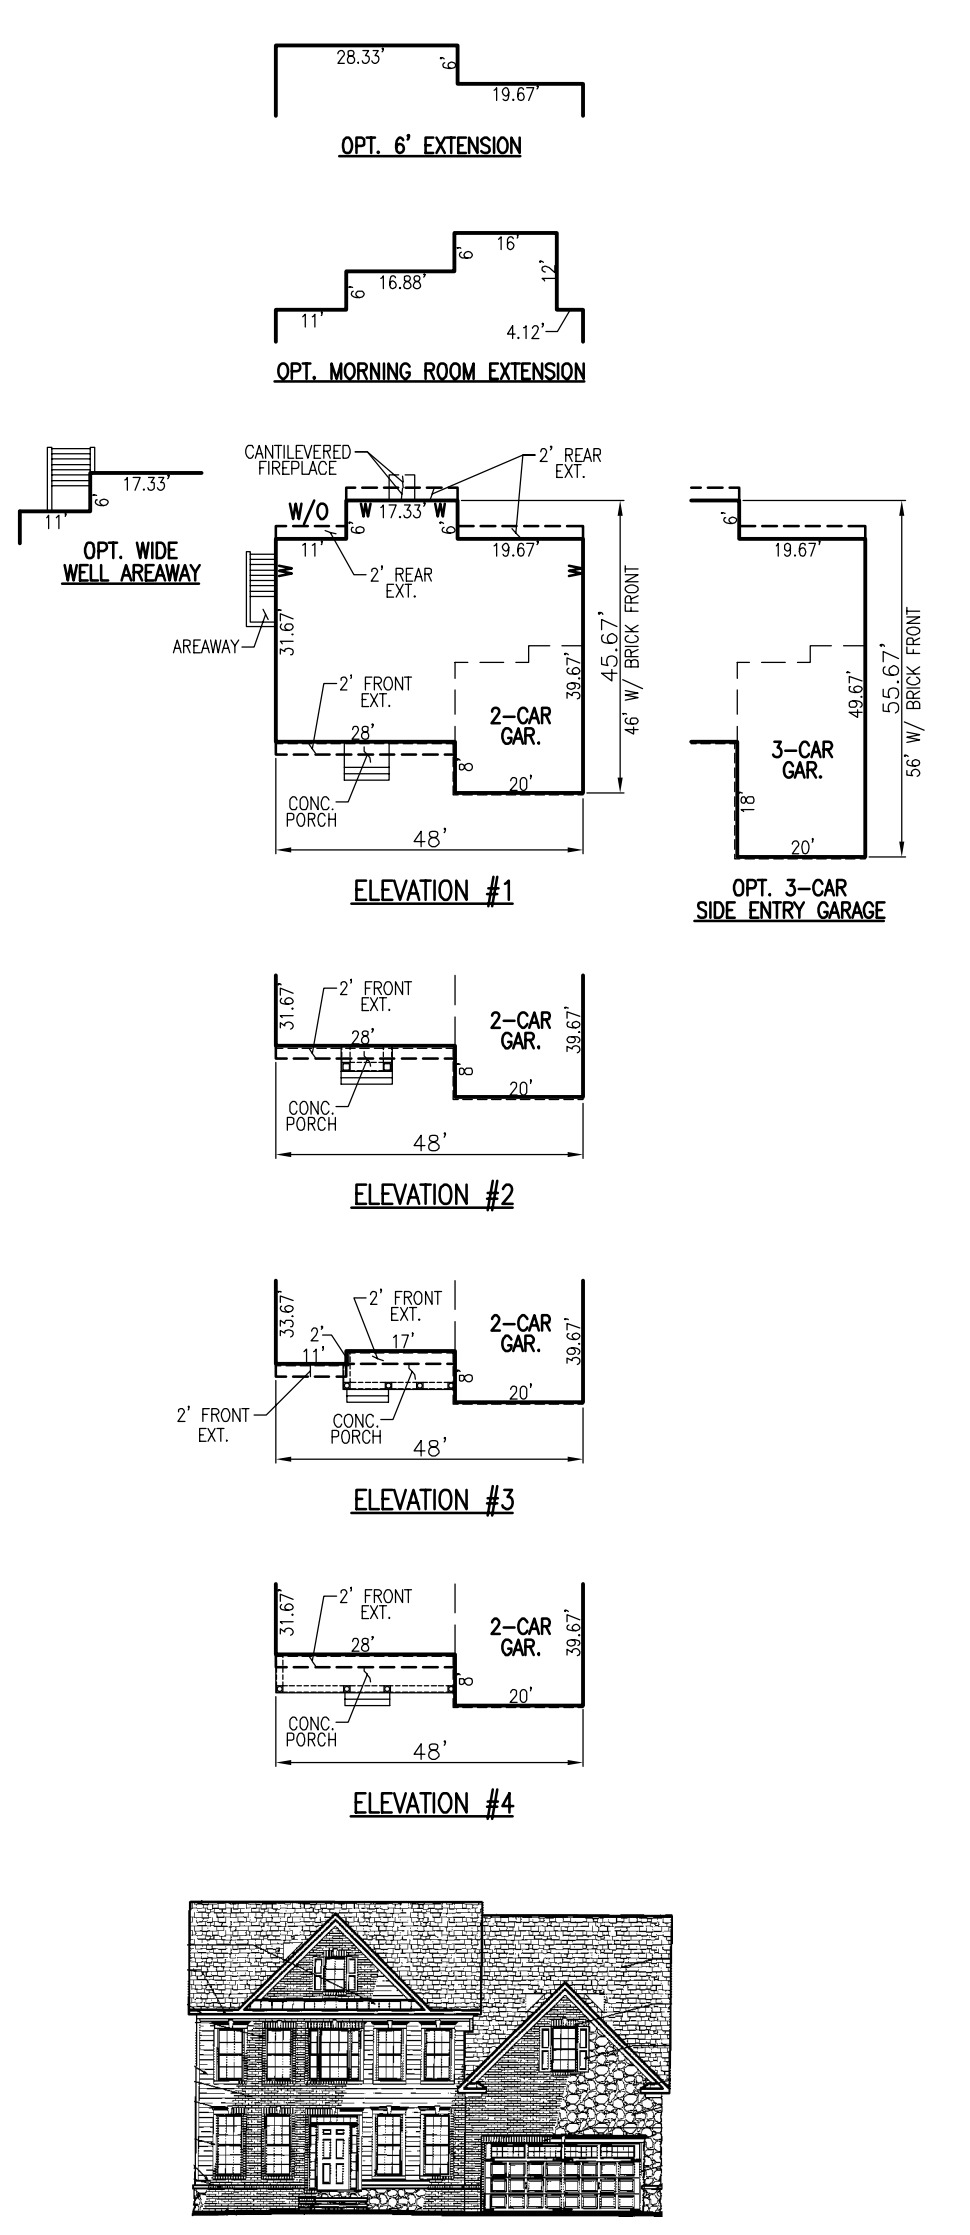 28.33'
6'
19.67'
OPT. 6' EXTENSION
16'
6'
16.88'
12'
6'
11'
4.12'
OPT. MORNING ROOM EXTENSION
17.33'
6'
11'
OPT. WIDE
WELL AREAWAY
CANTILEVERED
FIREPLACE
2' REAR
EXT.
W/O
W
17.33'
W
6'
6'
11'
19.67'
W
2' REAR
EXT.
W
AREAWAY
31.67'
2' FRONT
EXT.
39.67'
45.67'
46' W/ BRICK FRONT
2-CAR
GAR.
28'
8'
20'
CONC.
PORCH
48'
ELEVATION #1
6'
19.67'
49.67'
55.67'
56' W/ BRICK FRONT
3-CAR
GAR.
18'
20'
OPT. 3-CAR
SIDE ENTRY GARAGE
31.67'
2' FRONT
EXT.
2-CAR
GAR.
39.67'
28'
8'
20'
CONC.
PORCH
48'
ELEVATION #2
33.67'
2' FRONT
EXT.
2-CAR
GAR.
39.67'
2'
17'
11'
8'
20'
2' FRONT
EXT.
CONC.
PORCH
48'
ELEVATION #3
31.67'
2' FRONT
EXT.
2-CAR
GAR.
39.67'
28'
8'
20'
CONC.
PORCH
48'
ELEVATION #4